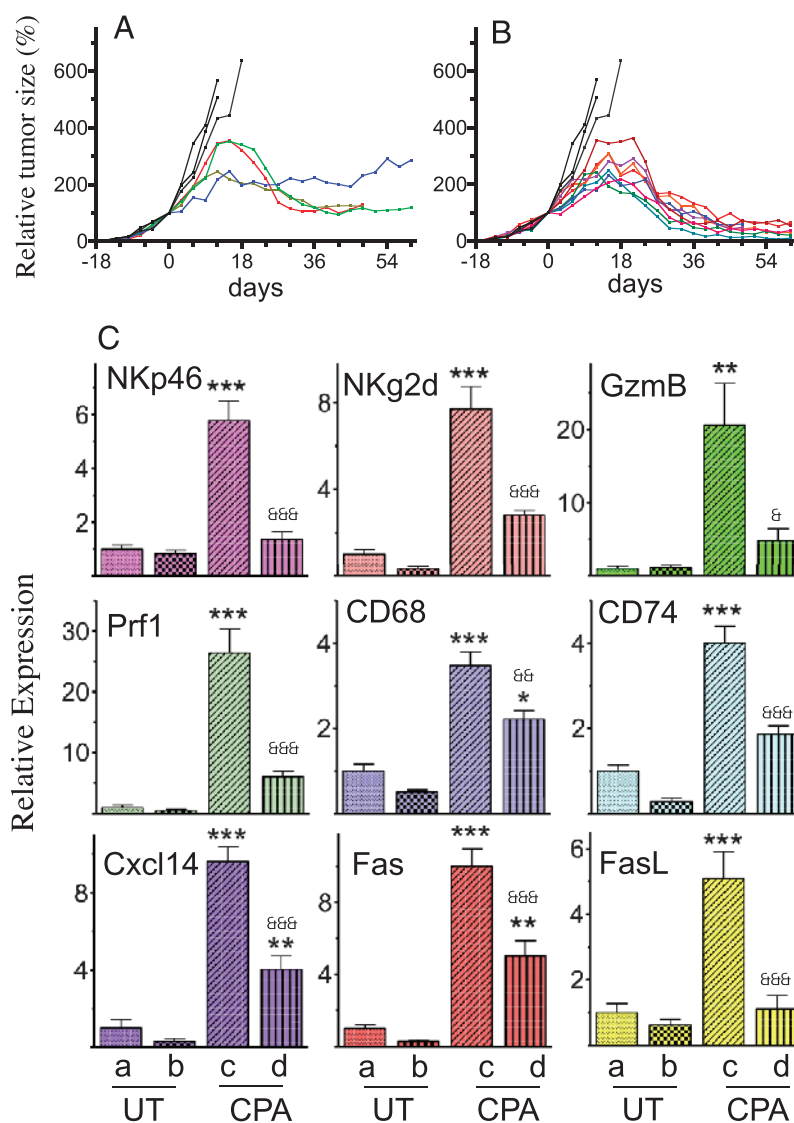 A
B
Relative tumor size (%)
600
400
200
0
-18 0 18 36 54
days
600
400
200
0
-18 0 18 36 54
days
C
Relative Expression
NKp46
***
&&&
6
4
2
NKg2d
***
&&&
8
4
GzmB
**
&
20
10
Prf1
***
&&&
30
20
10
CD68
***
&&
*
4
2
CD74
***
&&&
4
2
Cxcl14
***
&&&
**
8
4
Fas
***
&&&
**
8
4
FasL
***
&&&
6
4
2
a b c d
UT CPA
a b c d
UT CPA
a b c d
UT CPA